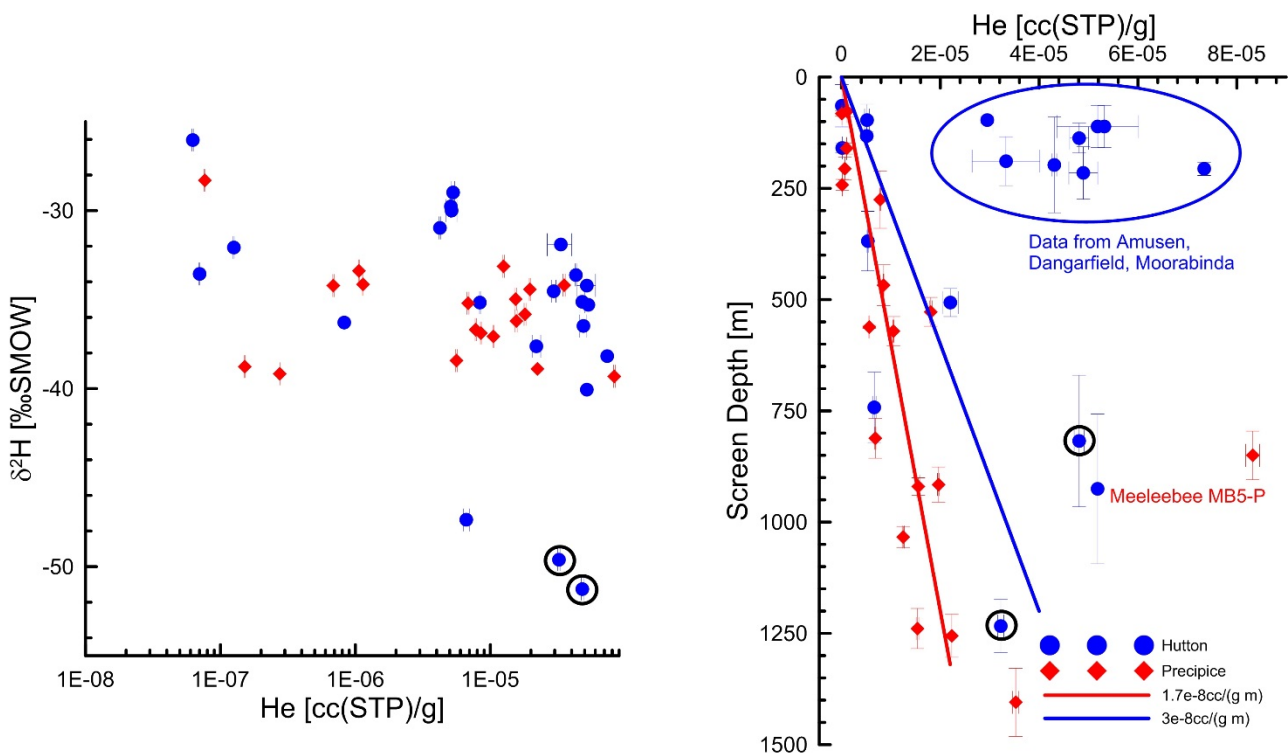 -30
-40
-50
δ²H [‰SMOW]
1E-08 1E-07 1E-06 1E-05
He [cc(STP)/g]
He [cc(STP)/g]
0 2E-05 4E-05 6E-05 8E-05
0
250
500
750
1000
1250
1500
Screen Depth [m]
Data from Amusen,
Dangarfield, Moorabinda
Meeleebee MB5-P
Hutton
Precipice
1.7e-8cc/(g m)
3e-8cc/(g m)